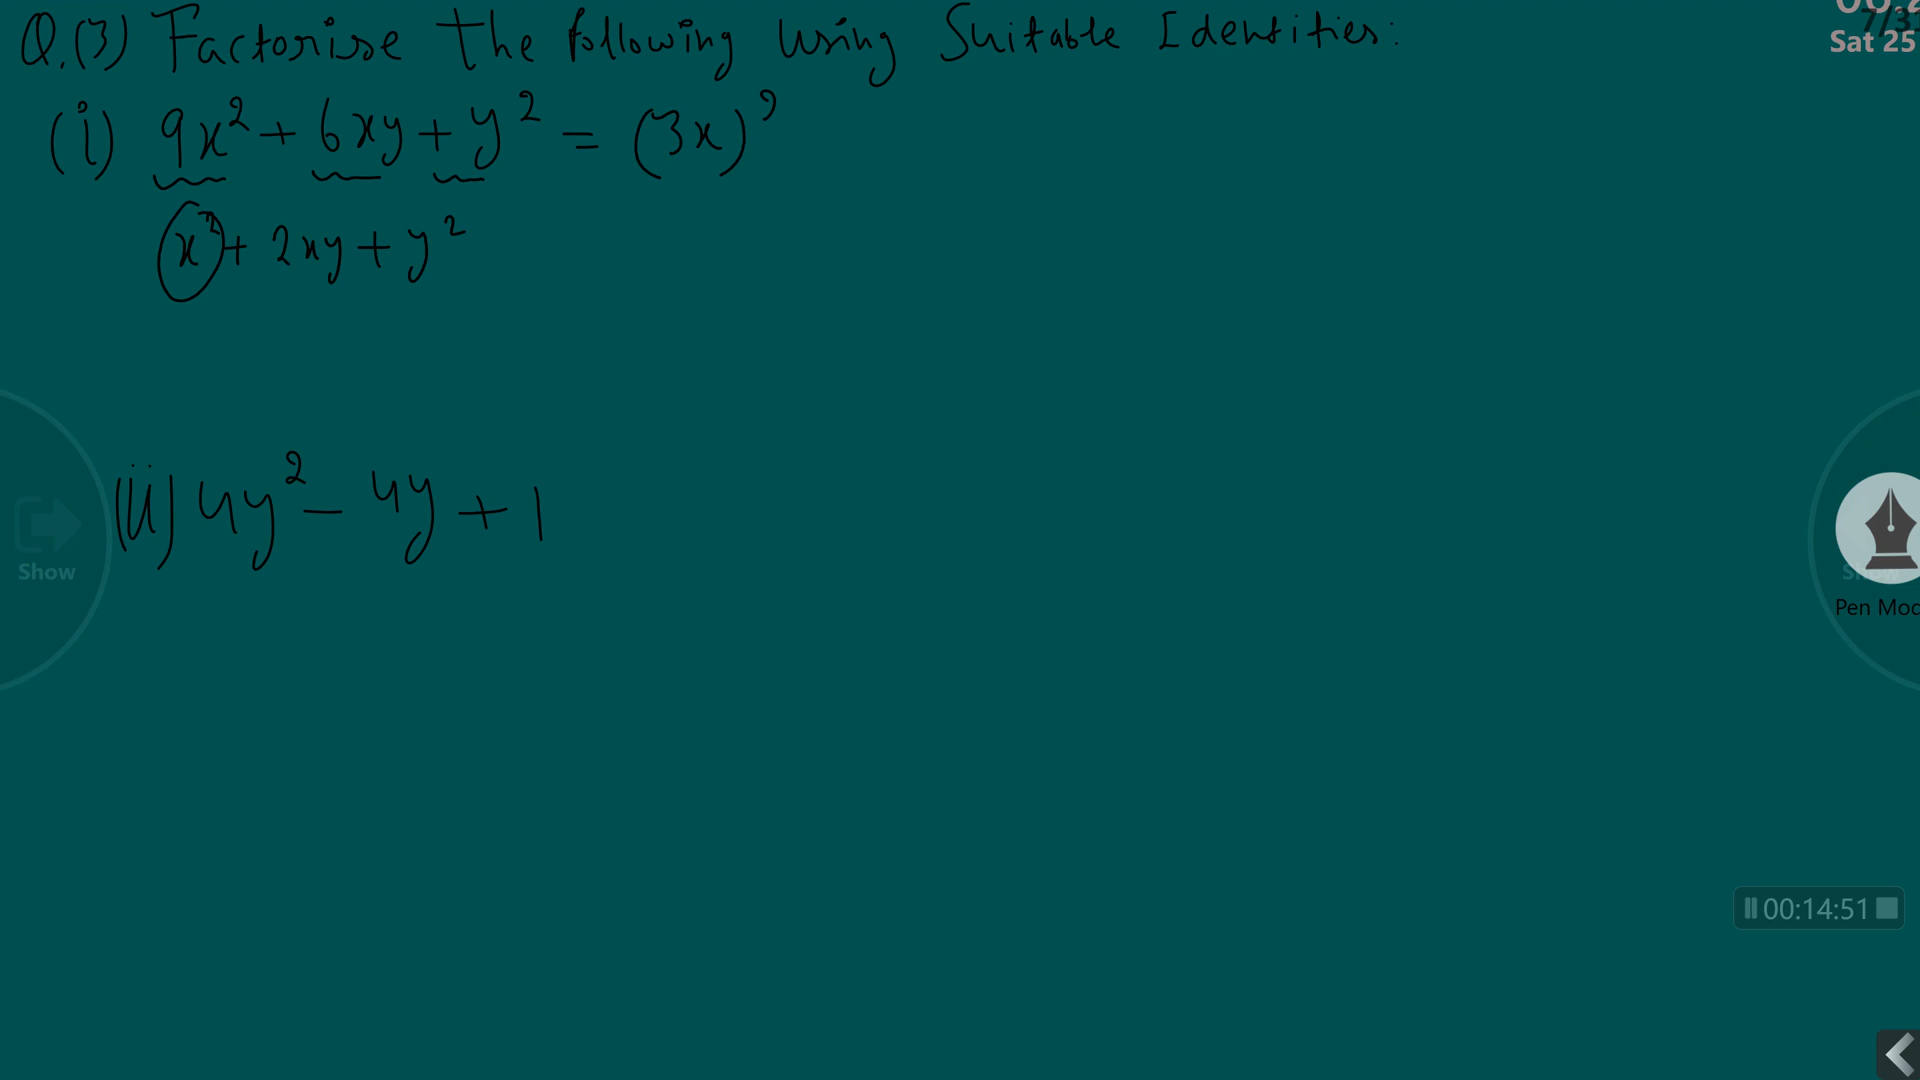 Q.(3) Factorise the following using Suitable Identities:
(i) 9x² + 6xy + y² = (3x)²
x² + 2xy + y²
(ii) 4y² - 4y + 1
Sat 25
Show
Pen Mod
00:14:51